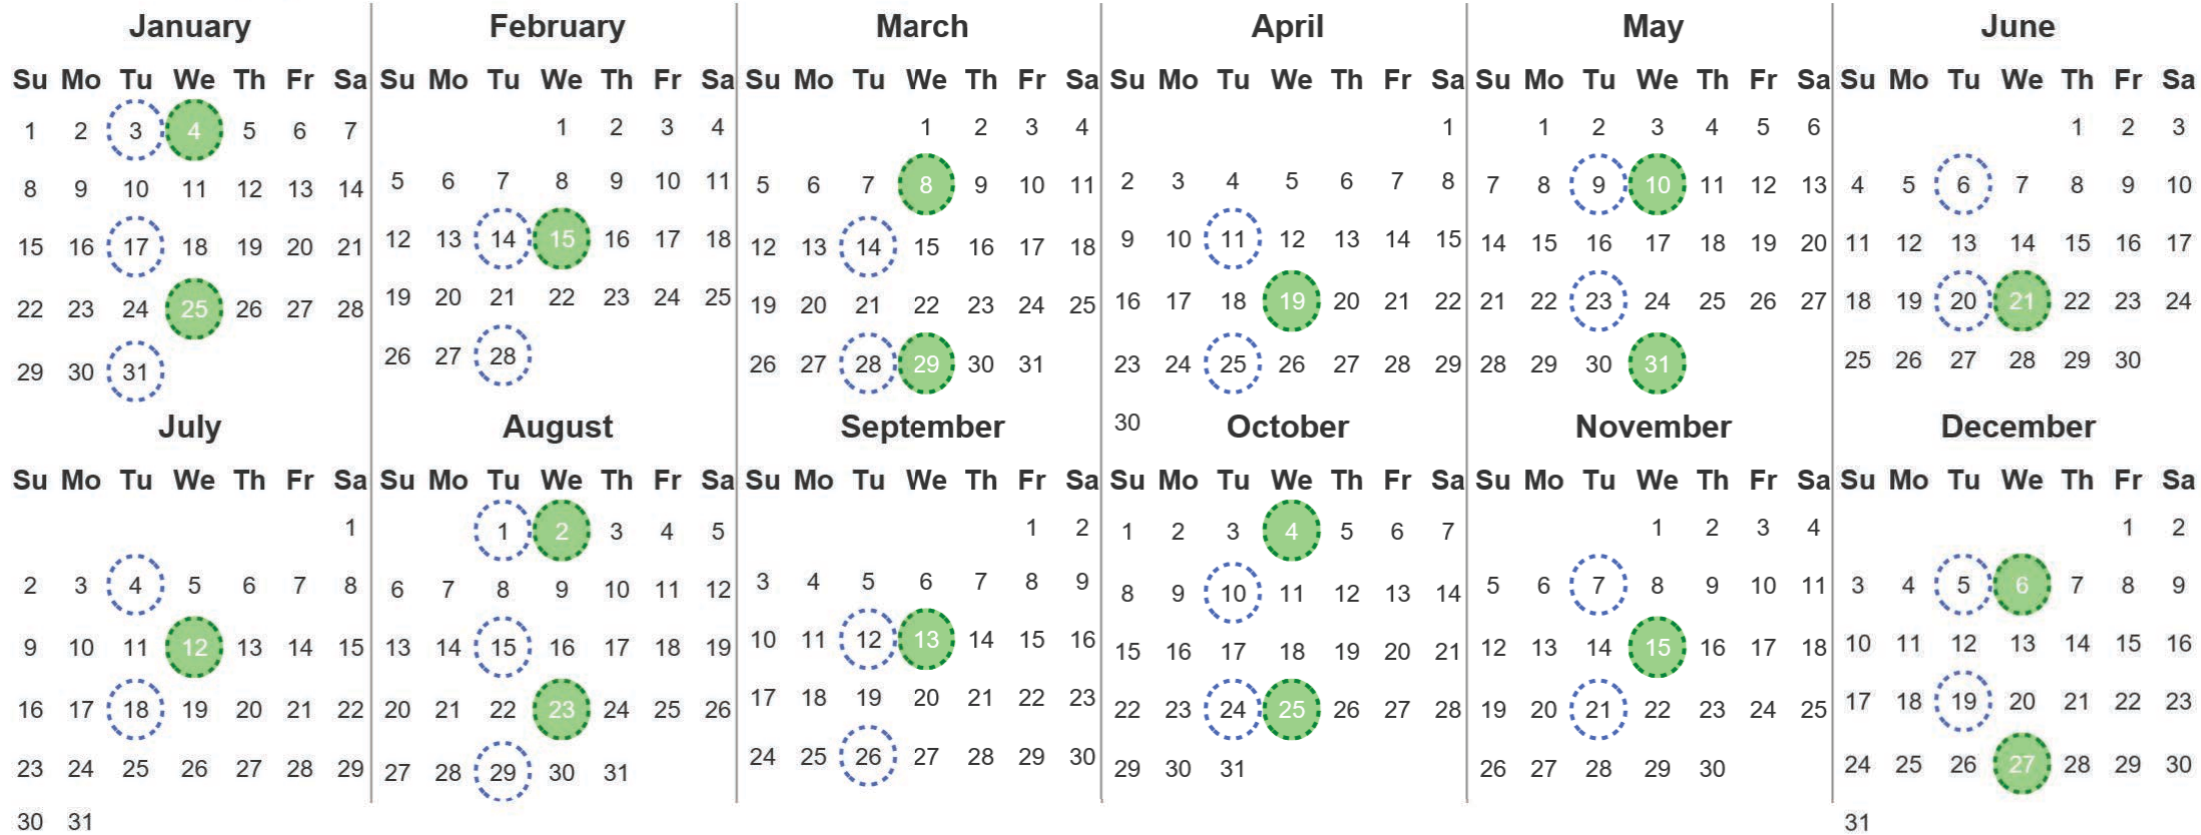 January
Su Mo Tu We Th Fr Sa
1 2 3 4 5 6 7
8 9 10 11 12 13 14
15 16 17 18 19 20 21
22 23 24 25 26 27 28
29 30 31
February
Su Mo Tu We Th Fr Sa
1 2 3 4
5 6 7 8 9 10 11
12 13 14 15 16 17 18
19 20 21 22 23 24 25
26 27 28
March
Su Mo Tu We Th Fr Sa
1 2 3 4
5 6 7 8 9 10 11
12 13 14 15 16 17 18
19 20 21 22 23 24 25
26 27 28 29 30 31
April
Su Mo Tu We Th Fr Sa
1
2 3 4 5 6 7 8
9 10 11 12 13 14 15
16 17 18 19 20 21 22
23 24 25 26 27 28 29
30
May
Su Mo Tu We Th Fr Sa
1 2 3 4 5 6
7 8 9 10 11 12 13
14 15 16 17 18 19 20
21 22 23 24 25 26 27
28 29 30 31
June
Su Mo Tu We Th Fr Sa
1 2 3
4 5 6 7 8 9 10
11 12 13 14 15 16 17
18 19 20 21 22 23 24
25 26 27 28 29 30
July
Su Mo Tu We Th Fr Sa
1
2 3 4 5 6 7 8
9 10 11 12 13 14 15
16 17 18 19 20 21 22
23 24 25 26 27 28 29
30 31
August
Su Mo Tu We Th Fr Sa
1 2 3 4 5
6 7 8 9 10 11 12
13 14 15 16 17 18 19
20 21 22 23 24 25 26
27 28 29 30 31
September
Su Mo Tu We Th Fr Sa
1 2
3 4 5 6 7 8 9
10 11 12 13 14 15 16
17 18 19 20 21 22 23
24 25 26 27 28 29 30
October
Su Mo Tu We Th Fr Sa
1 2 3 4 5 6 7
8 9 10 11 12 13 14
15 16 17 18 19 20 21
22 23 24 25 26 27 28
29 30 31
November
Su Mo Tu We Th Fr Sa
1 2 3 4
5 6 7 8 9 10 11
12 13 14 15 16 17 18
19 20 21 22 23 24 25
26 27 28 29 30
December
Su Mo Tu We Th Fr Sa
1 2
3 4 5 6 7 8 9
10 11 12 13 14 15 16
17 18 19 20 21 22 23
24 25 26 27 28 29 30
31